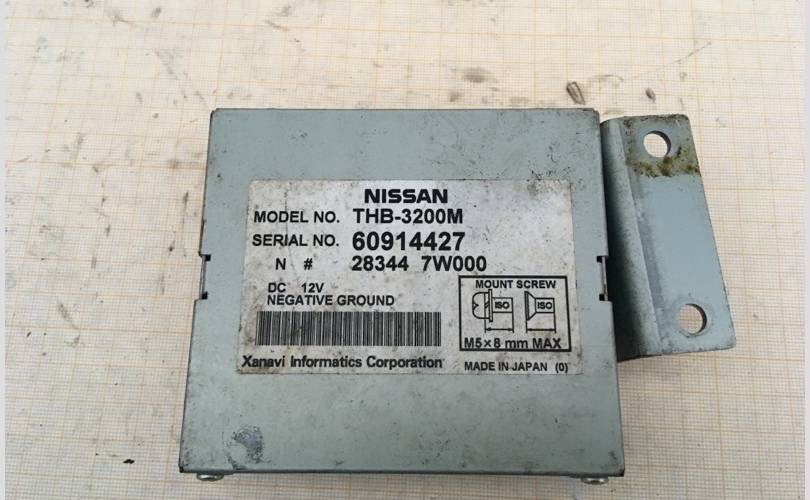 NISSAN
MODEL NO. THB-3200M
SERIAL NO. 60914427
N # 28344 7W000
DC 12V
NEGATIVE GROUND
MOUNT SCREW
ISO ISO
M5×8 mm MAX
Xanavi Informatics Corporation
MADE IN JAPAN (0)